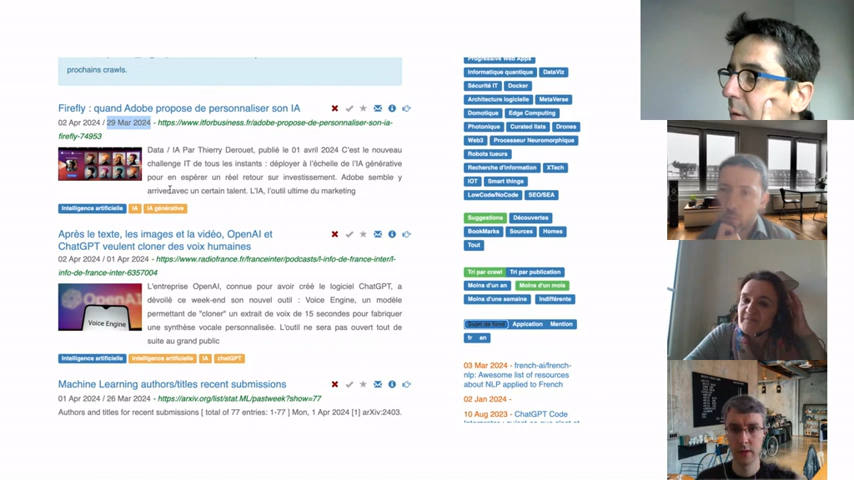 prochains crawls.
Firefly : quand Adobe propose de personnaliser son IA
02 Apr 2024 / 29 Mar 2024 - https://www.itforbusiness.fr/adobe-propose-de-personnaliser-son-ia-
firefly-74953
Data / IA Par Thierry Derouet, publié le 01 avril 2024 C'est le nouveau
challenge IT de tous les instants : déployer à l'échelle de l'IA générative
pour en espérer un réel retour sur investissement. Adobe semble y
arriver avec un certain talent. L'IA, l'outil ultime du marketing
Intelligence artificielle IA IA générative
Après le texte, les images et la vidéo, OpenAI et
ChatGPT veulent cloner des voix humaines
02 Apr 2024 / 01 Apr 2024 - https://www.radiofrance.fr/franceinter/podcasts/l-info-de-france-inter/l-
info-de-france-inter-6357004
OpenAI
Voice Engine
L'entreprise OpenAI, connue pour avoir créé le logiciel ChatGPT, a
dévoilé ce week-end son nouvel outil : Voice Engine, un modèle
permettant de "cloner" un extrait de voix de 15 secondes pour fabriquer
une synthèse vocale personnalisée. L'outil ne sera pas ouvert tout de
suite au grand public
Intelligence artificielle intelligence artificielle IA chatGPT
Machine Learning authors/titles recent submissions
01 Apr 2024 / 26 Mar 2024 - https://arxiv.org/list/stat.ML/pastweek?show=77
Authors and titles for recent submissions [ total of 77 entries: 1-77 ] Mon, 1 Apr 2024 [1] arXiv:2403.
Progressive Web Apps
Informatique quantique DataViz
Sécurité IT Docker
Architecture logicielle MetaVerse
Domotique Edge Computing
Photonique Curated lists Drones
Web3 Processeur Neuromorphique
Robots tueurs
Recherche d'information XTech
IOT Smart things
LowCode/NoCode SEO/SEA
Suggestions Découvertes
BookMarks Sources Homes
Tout
Tri par crawl Tri par publication
Moins d'un an Moins d'un mois
Moins d'une semaine Indifférents
Application Mention
fr en
03 Mar 2024 - french-ai/french-
nlp: Awesome list of resources
about NLP applied to French
02 Jan 2024 -
10 Aug 2023 - ChatGPT Code